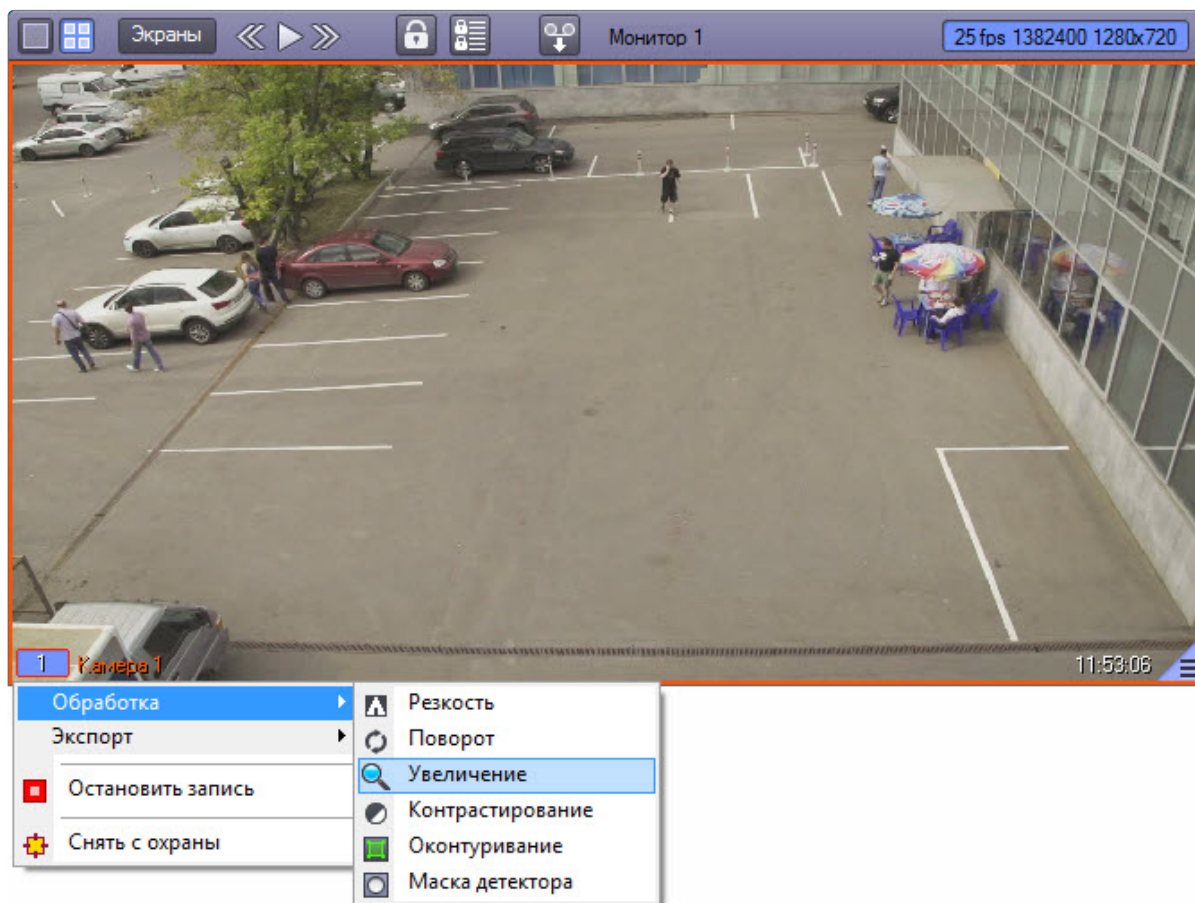 Экраны
Монитор 1
25 fps 1382400 1280x720
1 Камера 1
11:53:06
Обработка
Экспорт
Остановить запись
Снять с охраны
Резкость
Поворот
Увеличение
Контрастирование
Оконтуривание
Маска детектора